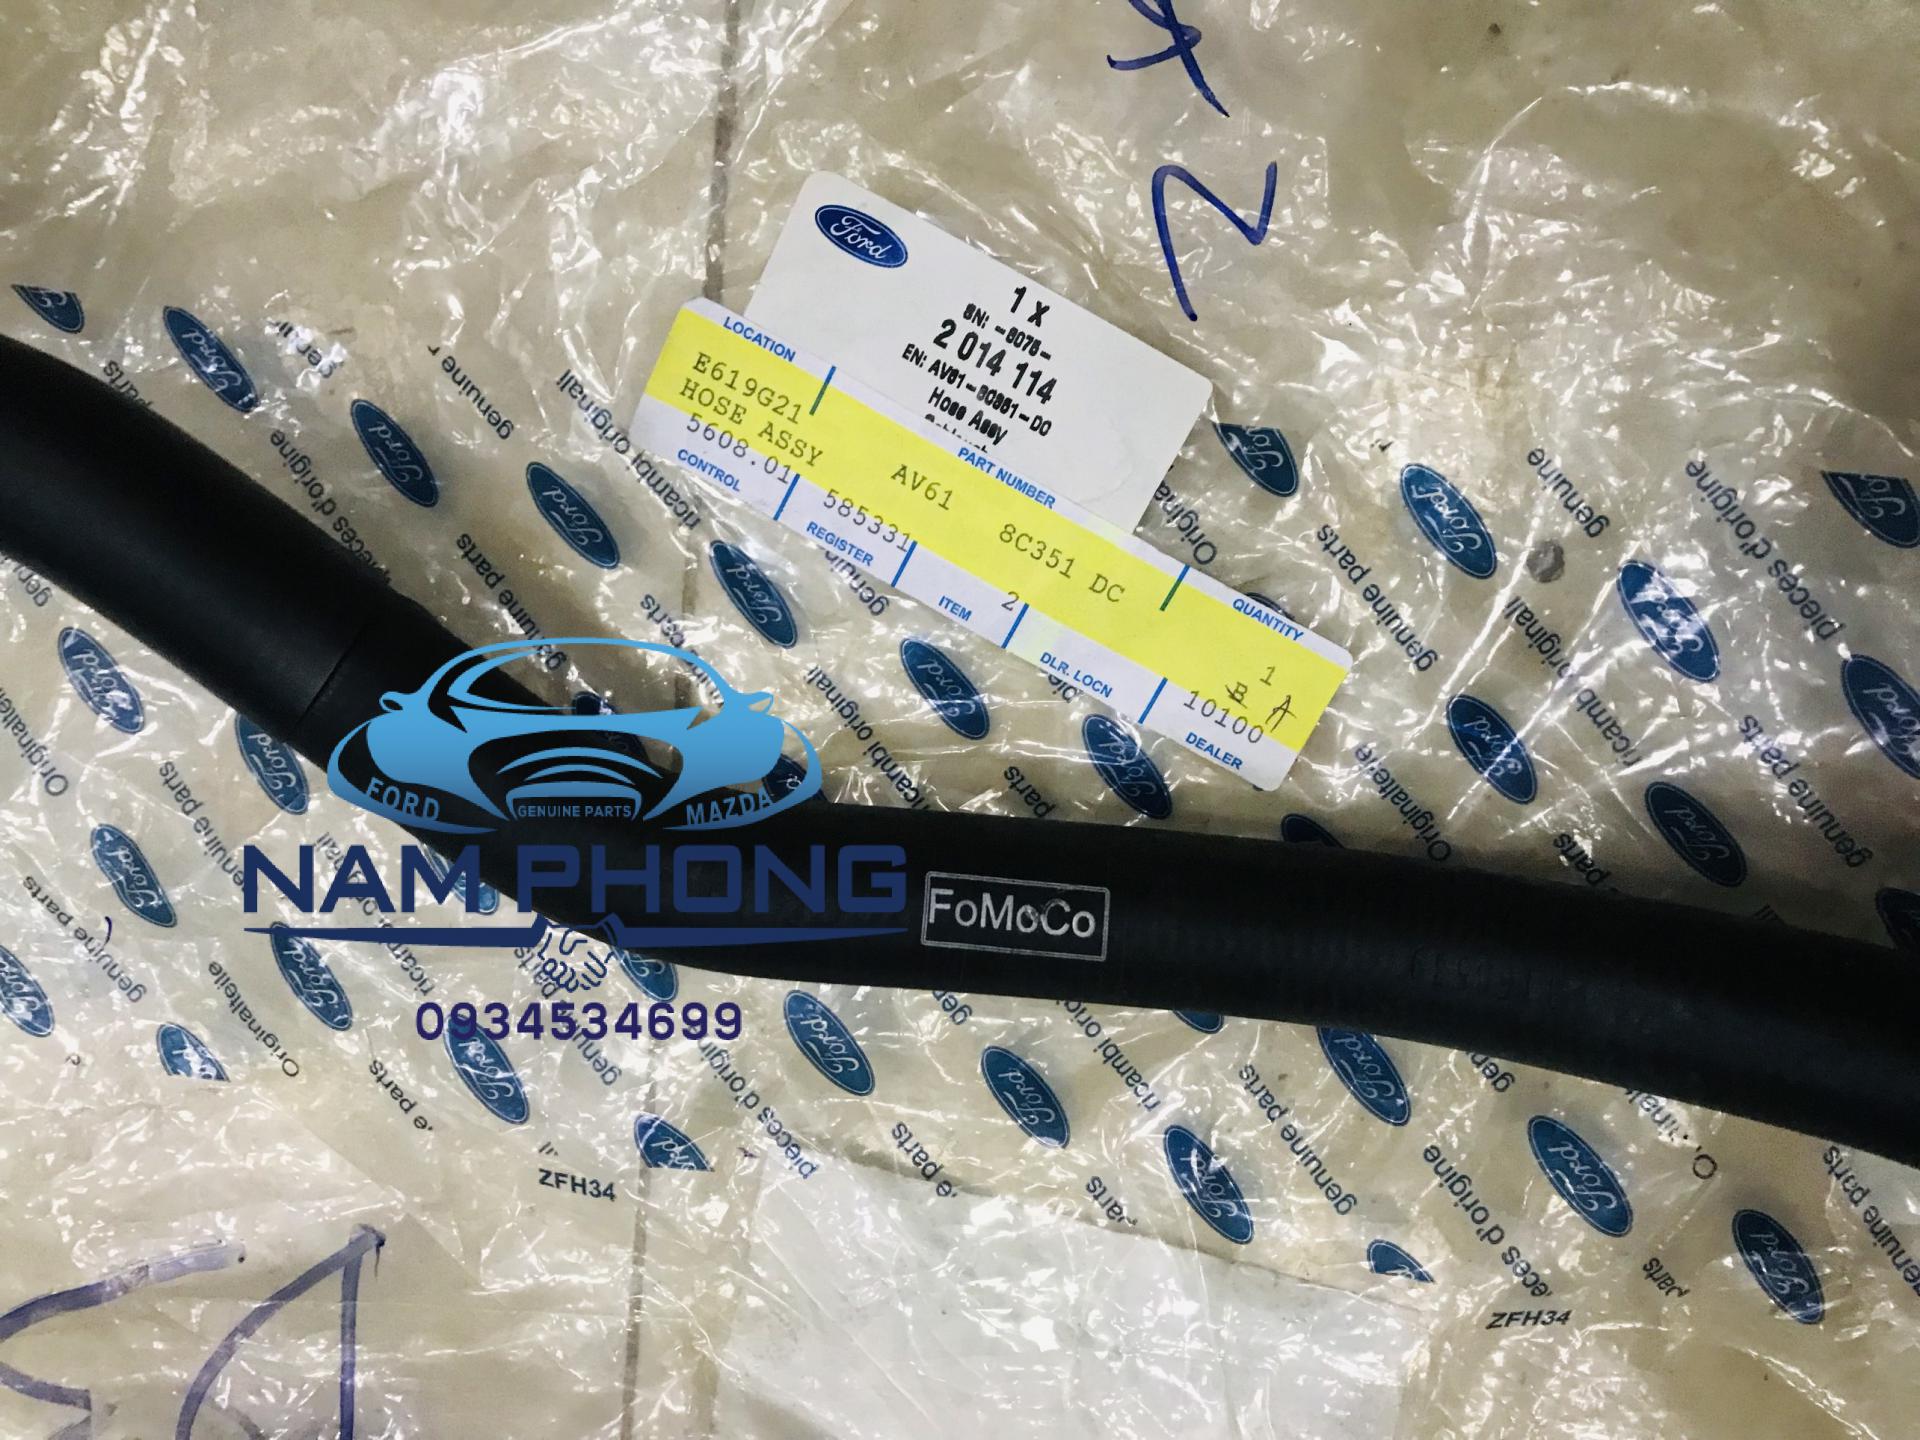 Ford
1 X
2 014 114
Hose Assy
LOCATION
E619G21
HOSE ASSY
5608.01
CONTROL
PART NUMBER
AV61 8C351 DC
585331
REGISTER
2
ITEM
DLR. LOCN
QUANTITY
1
B A
10100
DEALER
FORD
GENUINE PARTS
MAZDA
NAM PHONG
0934534699
FoMoCo
genuine parts
Originalteile
pièces d'origine
ricambi originali
ZFH34
ZFH34
N